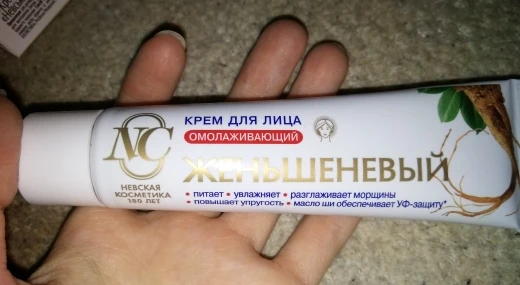 КРЕМ ДЛЯ ЛИЦА
ОМОЛАЖИВАЮЩИЙ
NC
ЖЕНЬШЕНЕВЫЙ
НЕВСКАЯ
КОСМЕТИКА
180 ЛЕТ
• питает • увлажняет • разглаживает морщины
• повышает упругость • масло ши обеспечивает УФ-защиту*